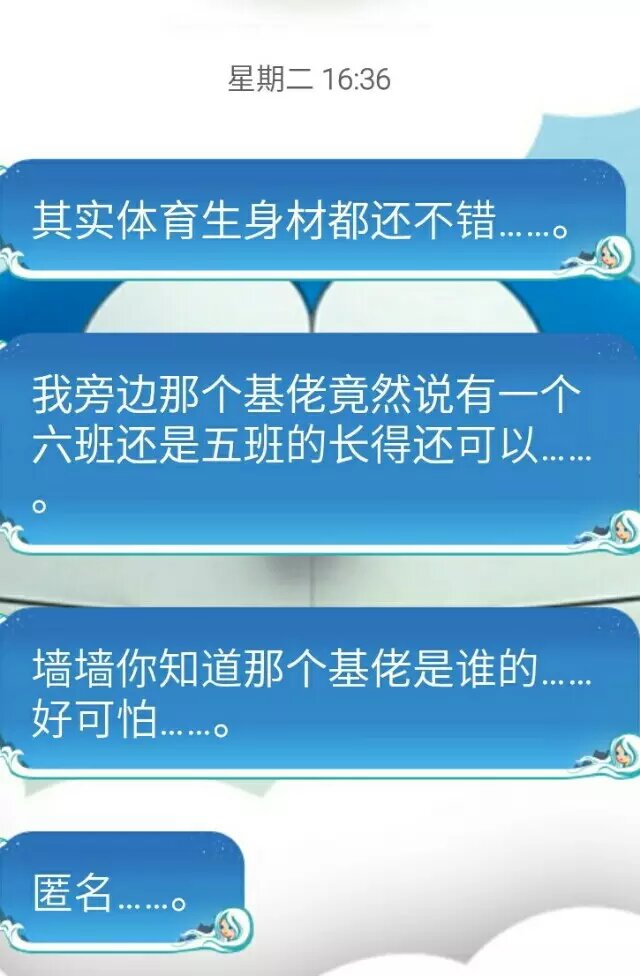 星期二 16:36
其实体育生身材都还不错……。
我旁边那个基佬竟然说有一个
六班还是五班的长得还可以……
。
墙墙你知道那个基佬是谁的……
好可怕……。
匿名……。